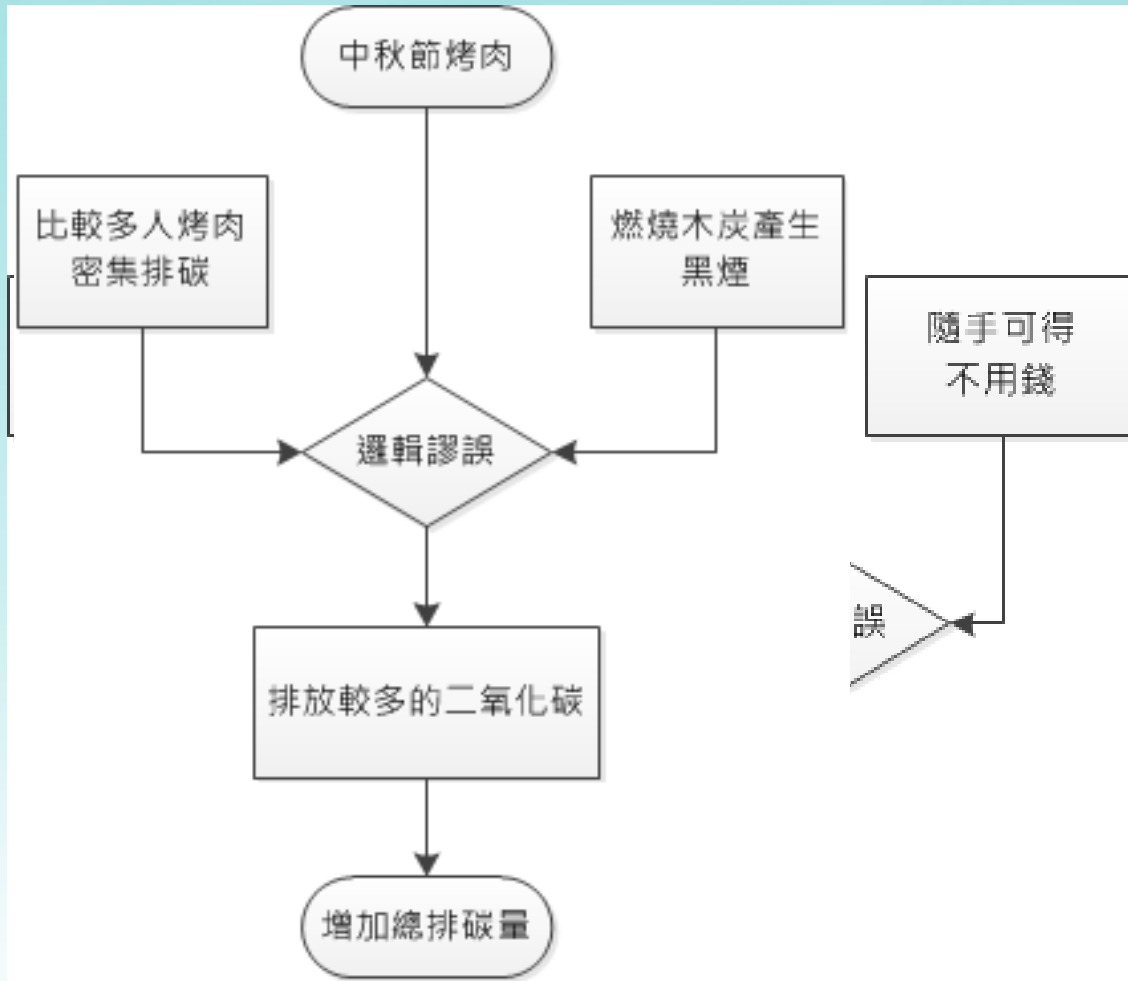 中秋節烤肉
比較多人烤肉
密集排碳
燃燒木炭產生
黑煙
隨手可得
不用錢
邏輯謬誤
誤
排放較多的二氧化碳
增加總排碳量